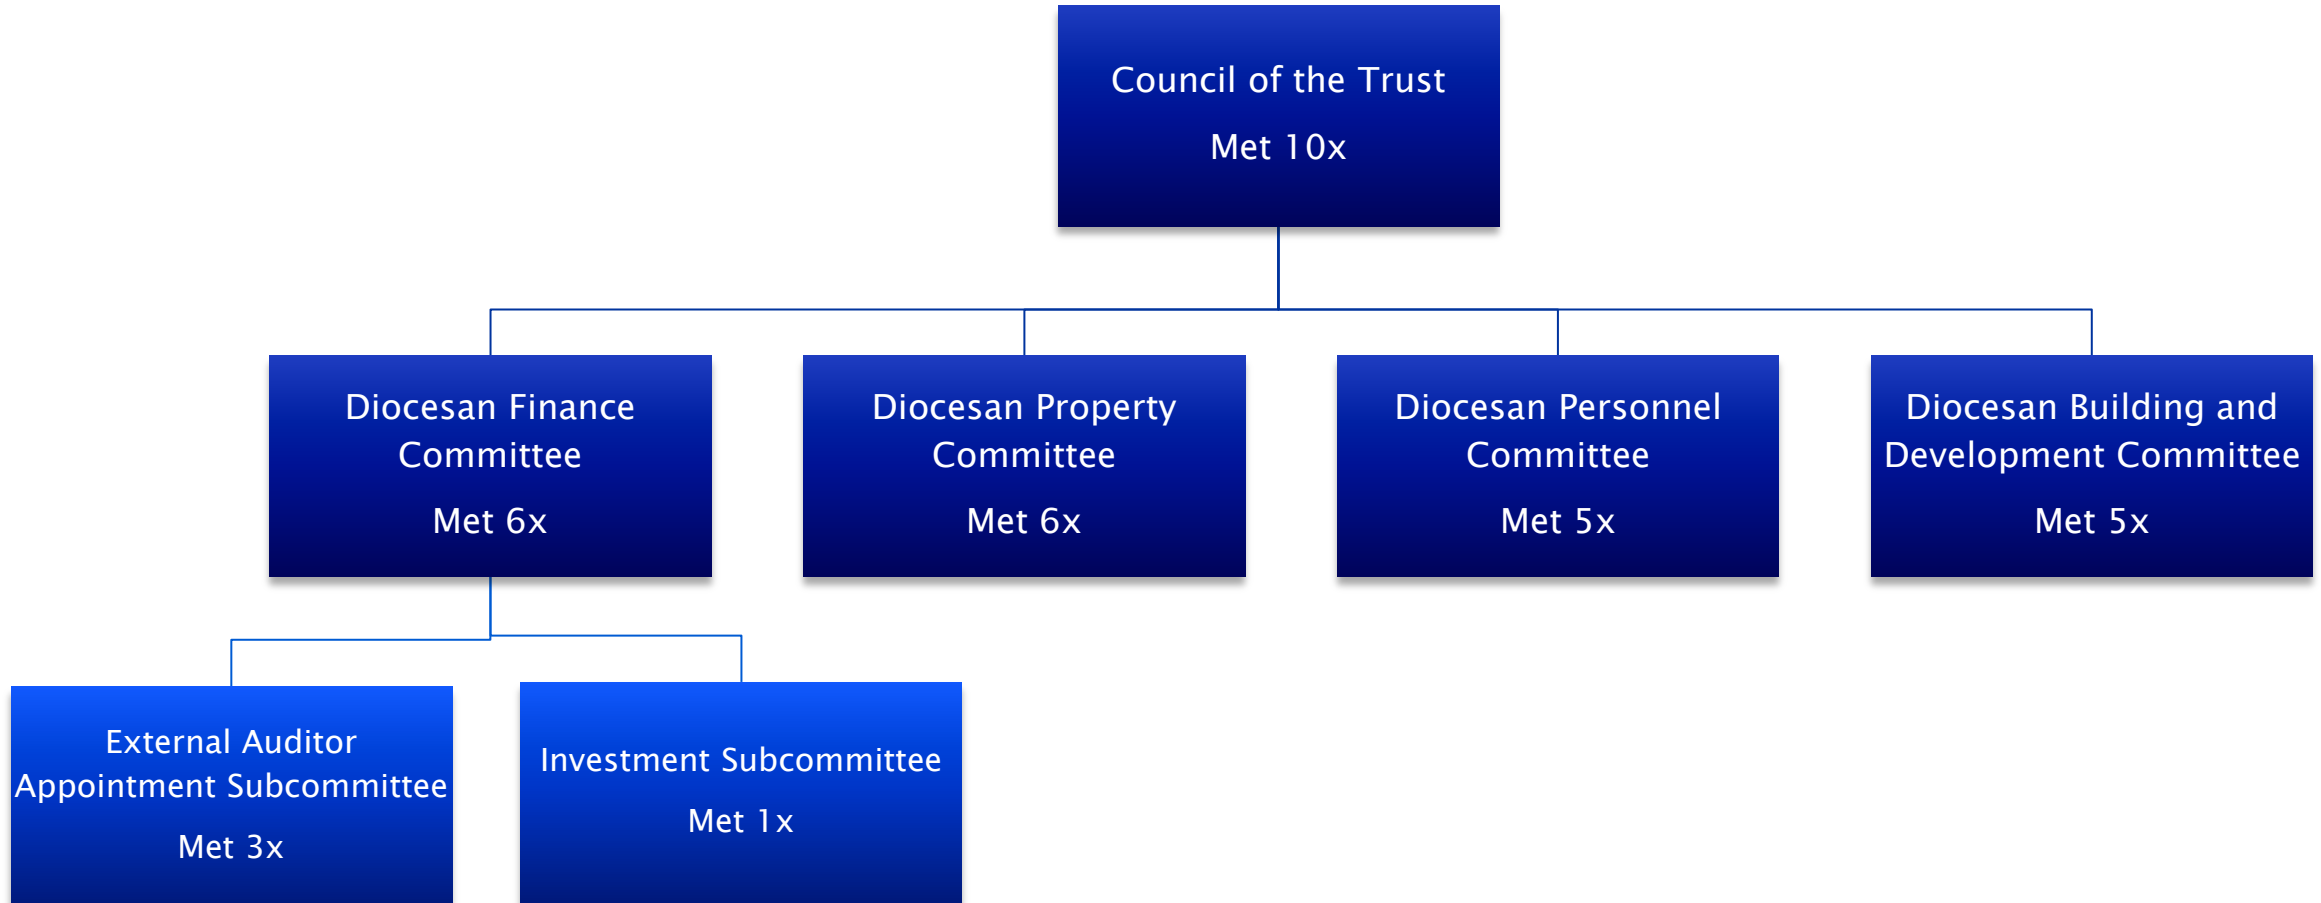 Council of the Trust
Met 10x
Diocesan Finance
Committee
Met 6x
Diocesan Property
Committee
Met 6x
Diocesan Personnel
Committee
Met 5x
Diocesan Building and
Development Committee
Met 5x
External Auditor
Appointment Subcommittee
Met 3x
Investment Subcommittee
Met 1x